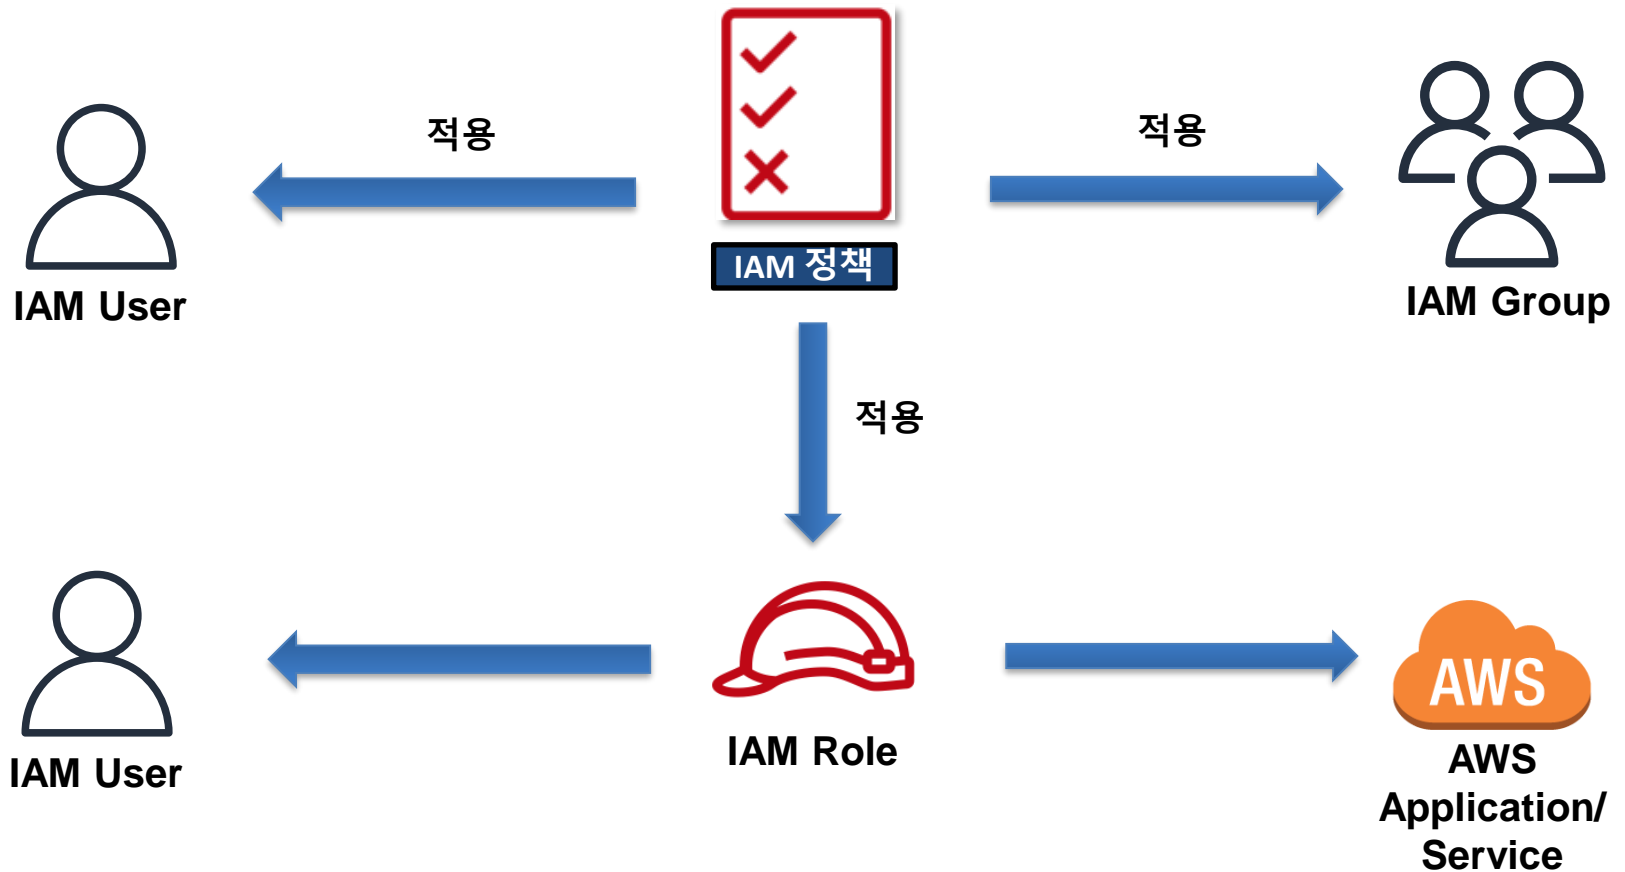 적용
적용
IAM 정책
IAM User
IAM Group
적용
AWS
IAM Role
IAM User
AWS
Application/
Service